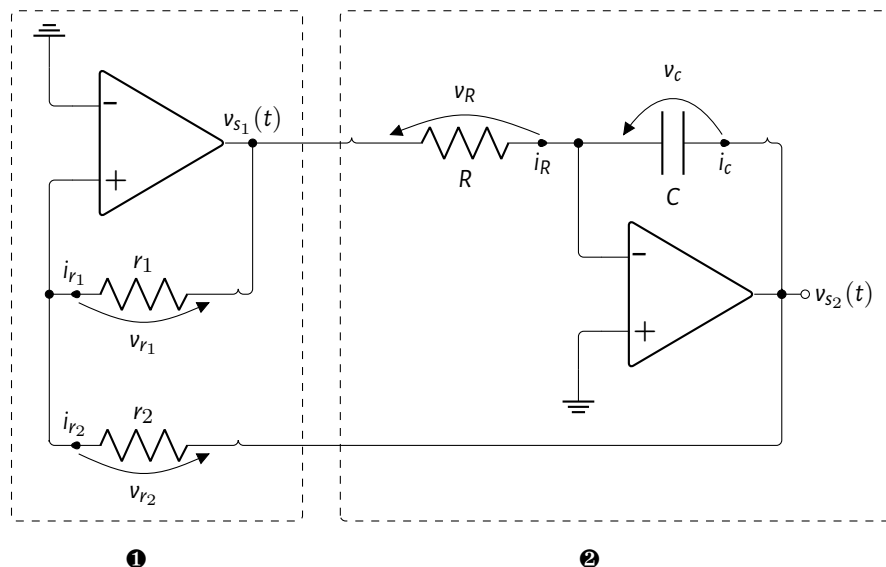 v_{s_1}(t)
−
+
v_R
R
i_R
v_c
C
i_c
i_{r_1}
r_1
v_{r_1}
−
+
v_{s_2}(t)
i_{r_2}
r_2
v_{r_2}
❶
❷